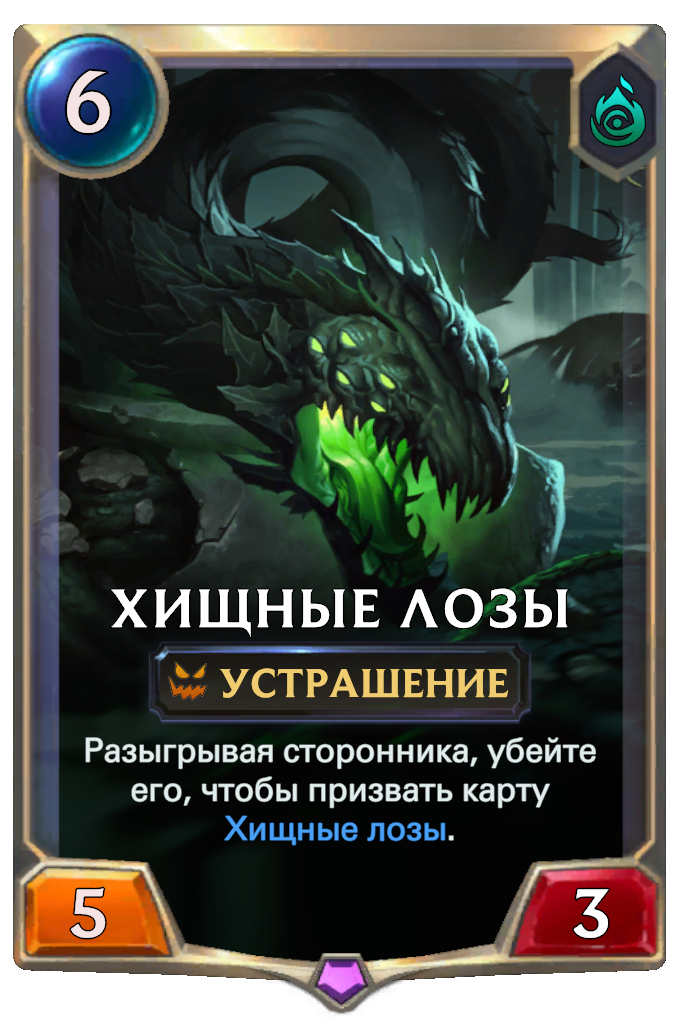 6
ХИЩНЫЕ ЛОЗЫ
УСТРАШЕНИЕ
Разыгрывая сторонника, убейте
его, чтобы призвать карту
Хищные лозы.
5
3